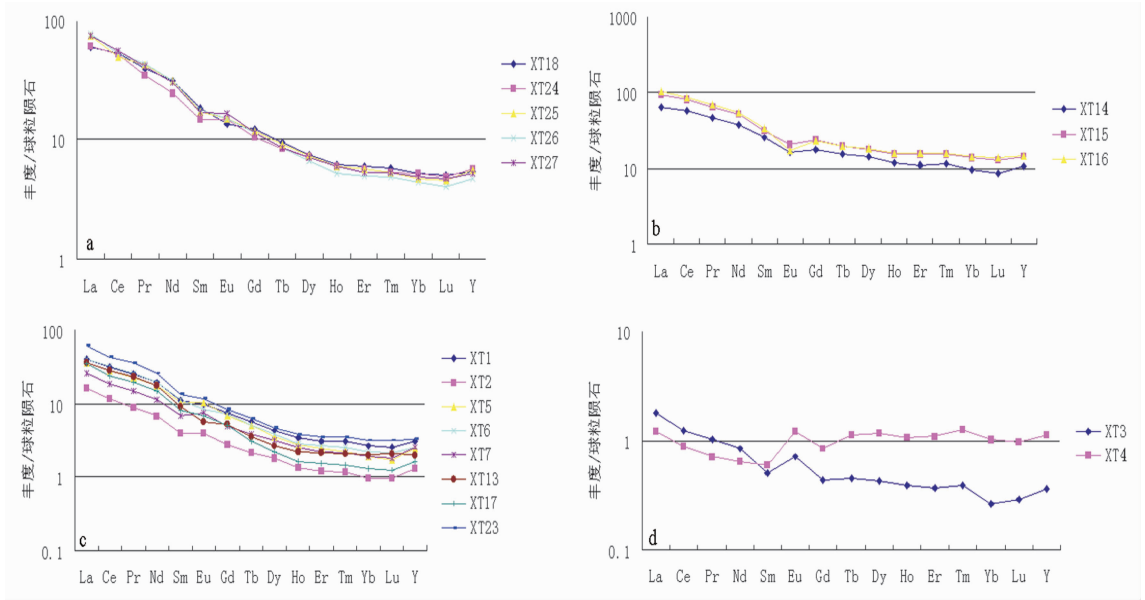 100
10
1
丰度/球粒陨石
a
La Ce Pr Nd Sm Eu Gd Tb Dy Ho Er Tm Yb Lu Y
XT18
XT24
XT25
XT26
XT27
1000
100
10
1
丰度/球粒陨石
b
La Ce Pr Nd Sm Eu Gd Tb Dy Ho Er Tm Yb Lu Y
XT14
XT15
XT16
100
10
1
0.1
丰度/球粒陨石
c
La Ce Pr Nd Sm Eu Gd Tb Dy Ho Er Tm Yb Lu Y
XT1
XT2
XT5
XT6
XT7
XT13
XT17
XT23
10
1
0.1
丰度/球粒陨石
d
La Ce Pr Nd Sm Eu Gd Tb Dy Ho Er Tm Yb Lu Y
XT3
XT4